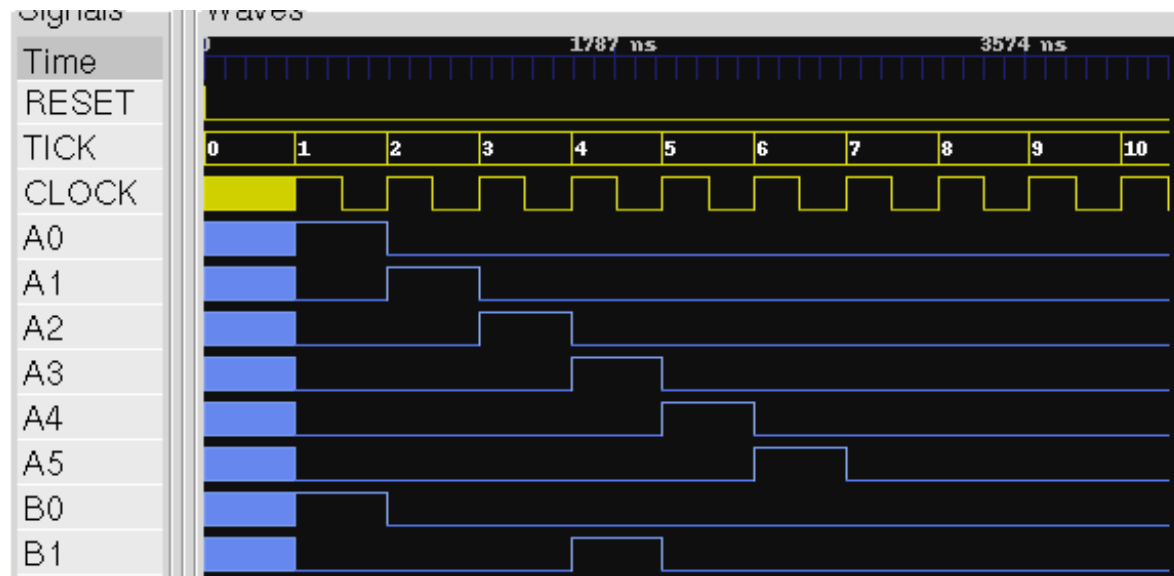 Signals Waves
Time 0 1787 ns 3574 ns
RESET
TICK 0 1 2 3 4 5 6 7 8 9 10
CLOCK
A0
A1
A2
A3
A4
A5
B0
B1